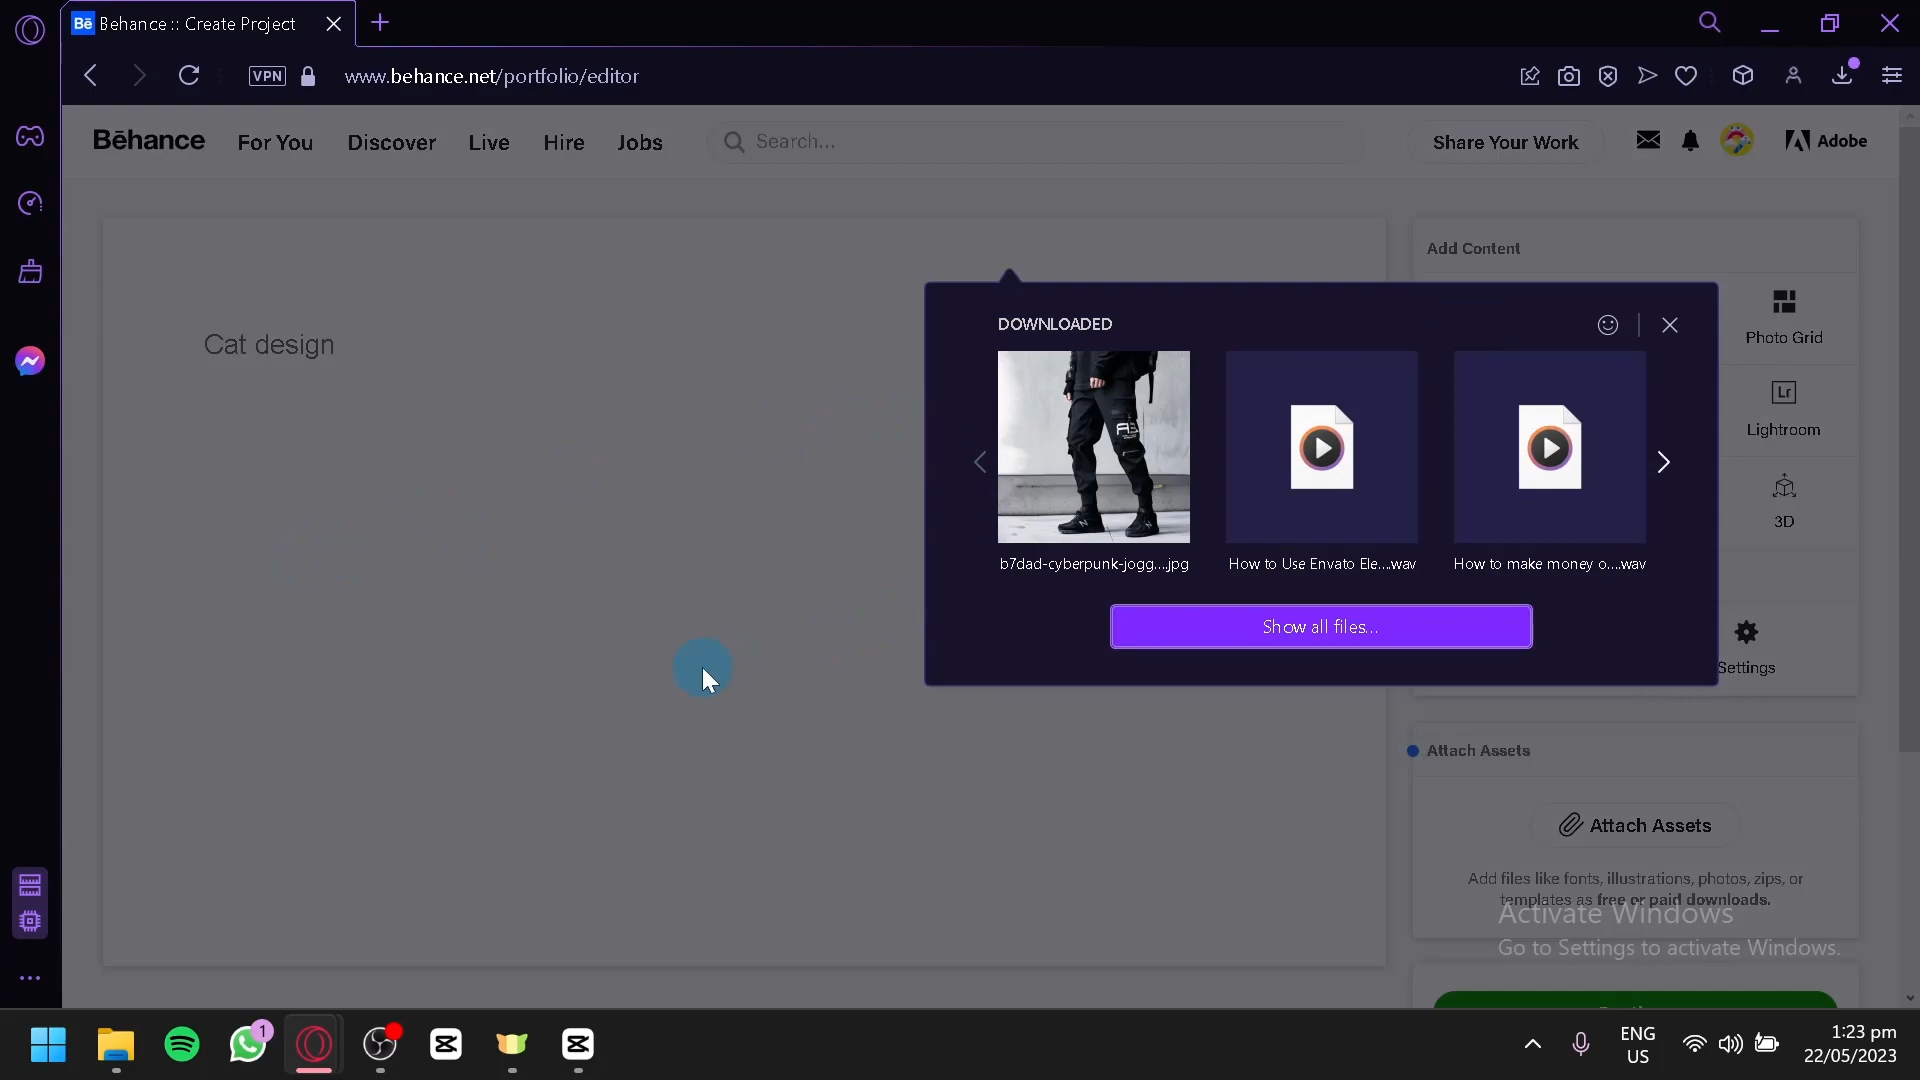 Bē Behance :: Create Project
VPN
www.behance.net/portfolio/editor
Bēhance
For You
Discover
Live
Hire
Jobs
Search...
Share Your Work
Adobe
Add Content
Cat design
DOWNLOADED
Photo Grid
Lr
Lightroom
3D
b7dad-cyberpunk-jogg....jpg
How to Use Envato Ele....wav
How to make money o....wav
Show all files...
Settings
Attach Assets
Attach Assets
Add files like fonts, illustrations, photos, zips, or
templates as free or paid downloads.
Activate Windows
Go to Settings to activate Windows.
1
ENG
US
1:23 pm
22/05/2023